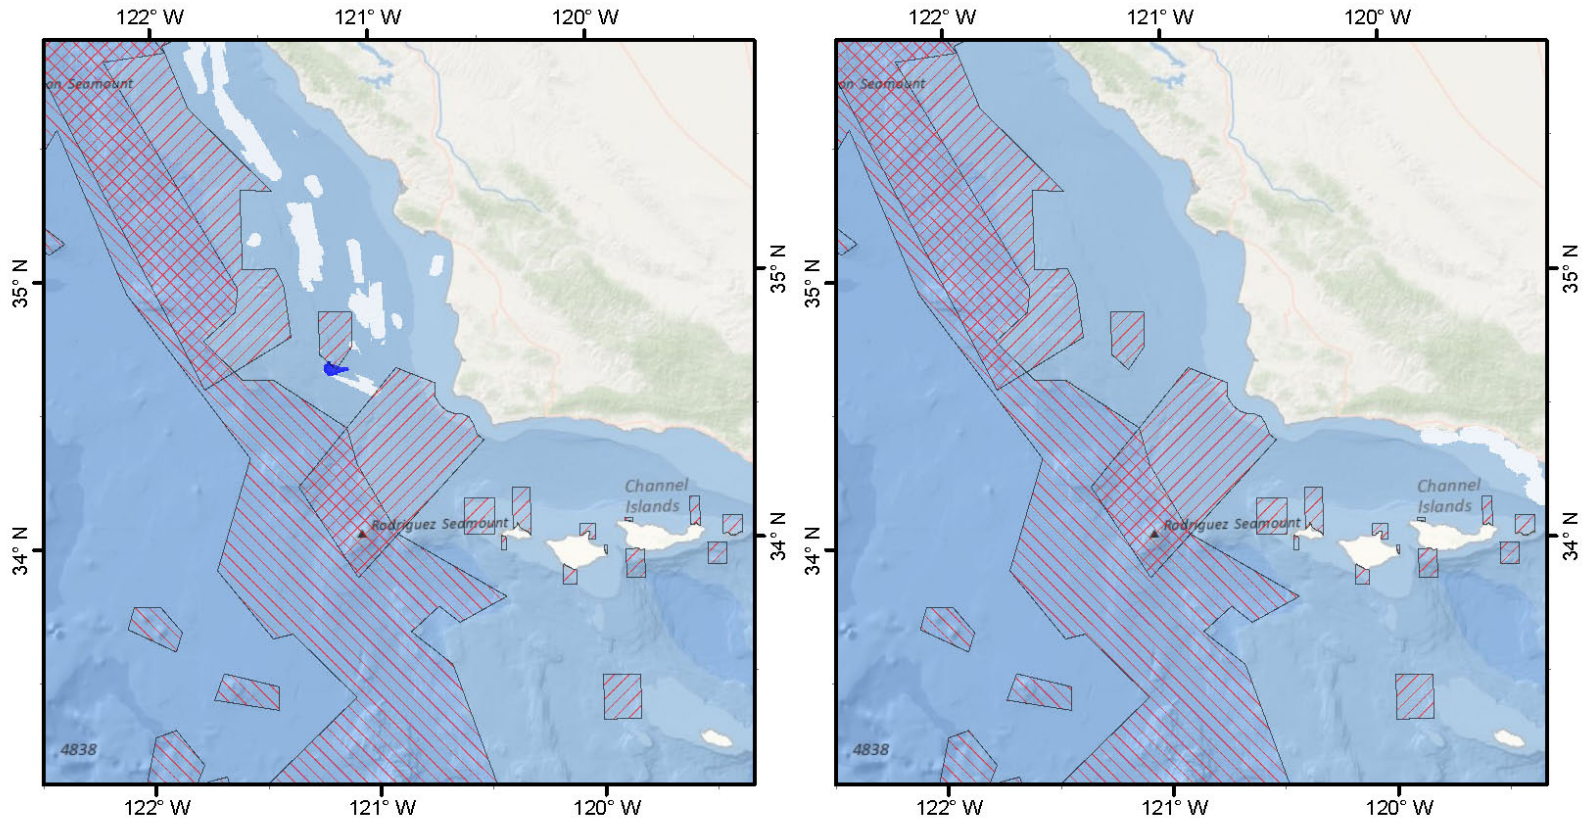 122° W 121° W 120° W 122° W 121° W 120° W
on Seamount on Seamount
35° N 35° N 35° N 35° N
Channel Channel
Islands Islands
Rodriguez Seamount Rodriguez Seamount
34° N 34° N 34° N 34° N
4838 4838
122° W 121° W 120° W 122° W 121° W 120° W